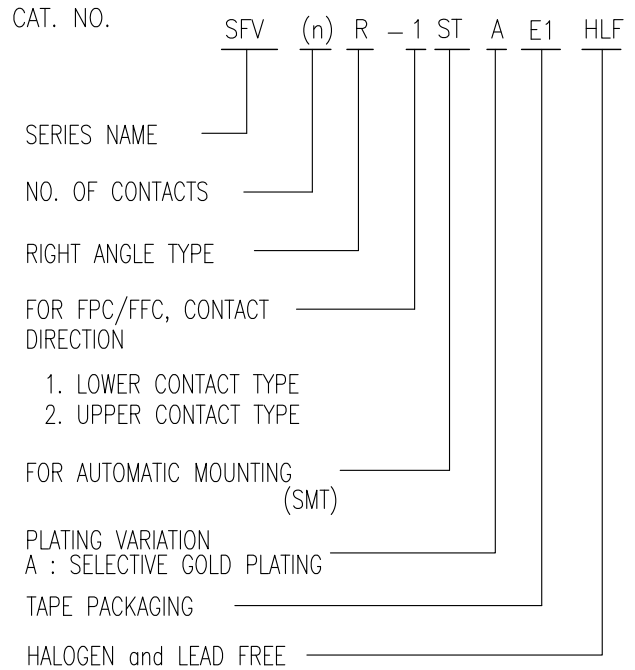 CAT. NO.
SFV (n) R - 1 ST A E1 HLF
SERIES NAME
NO. OF CONTACTS
RIGHT ANGLE TYPE
FOR FPC/FFC, CONTACT
DIRECTION
1. LOWER CONTACT TYPE
2. UPPER CONTACT TYPE
FOR AUTOMATIC MOUNTING
(SMT)
PLATING VARIATION
A : SELECTIVE GOLD PLATING
TAPE PACKAGING
HALOGEN and LEAD FREE